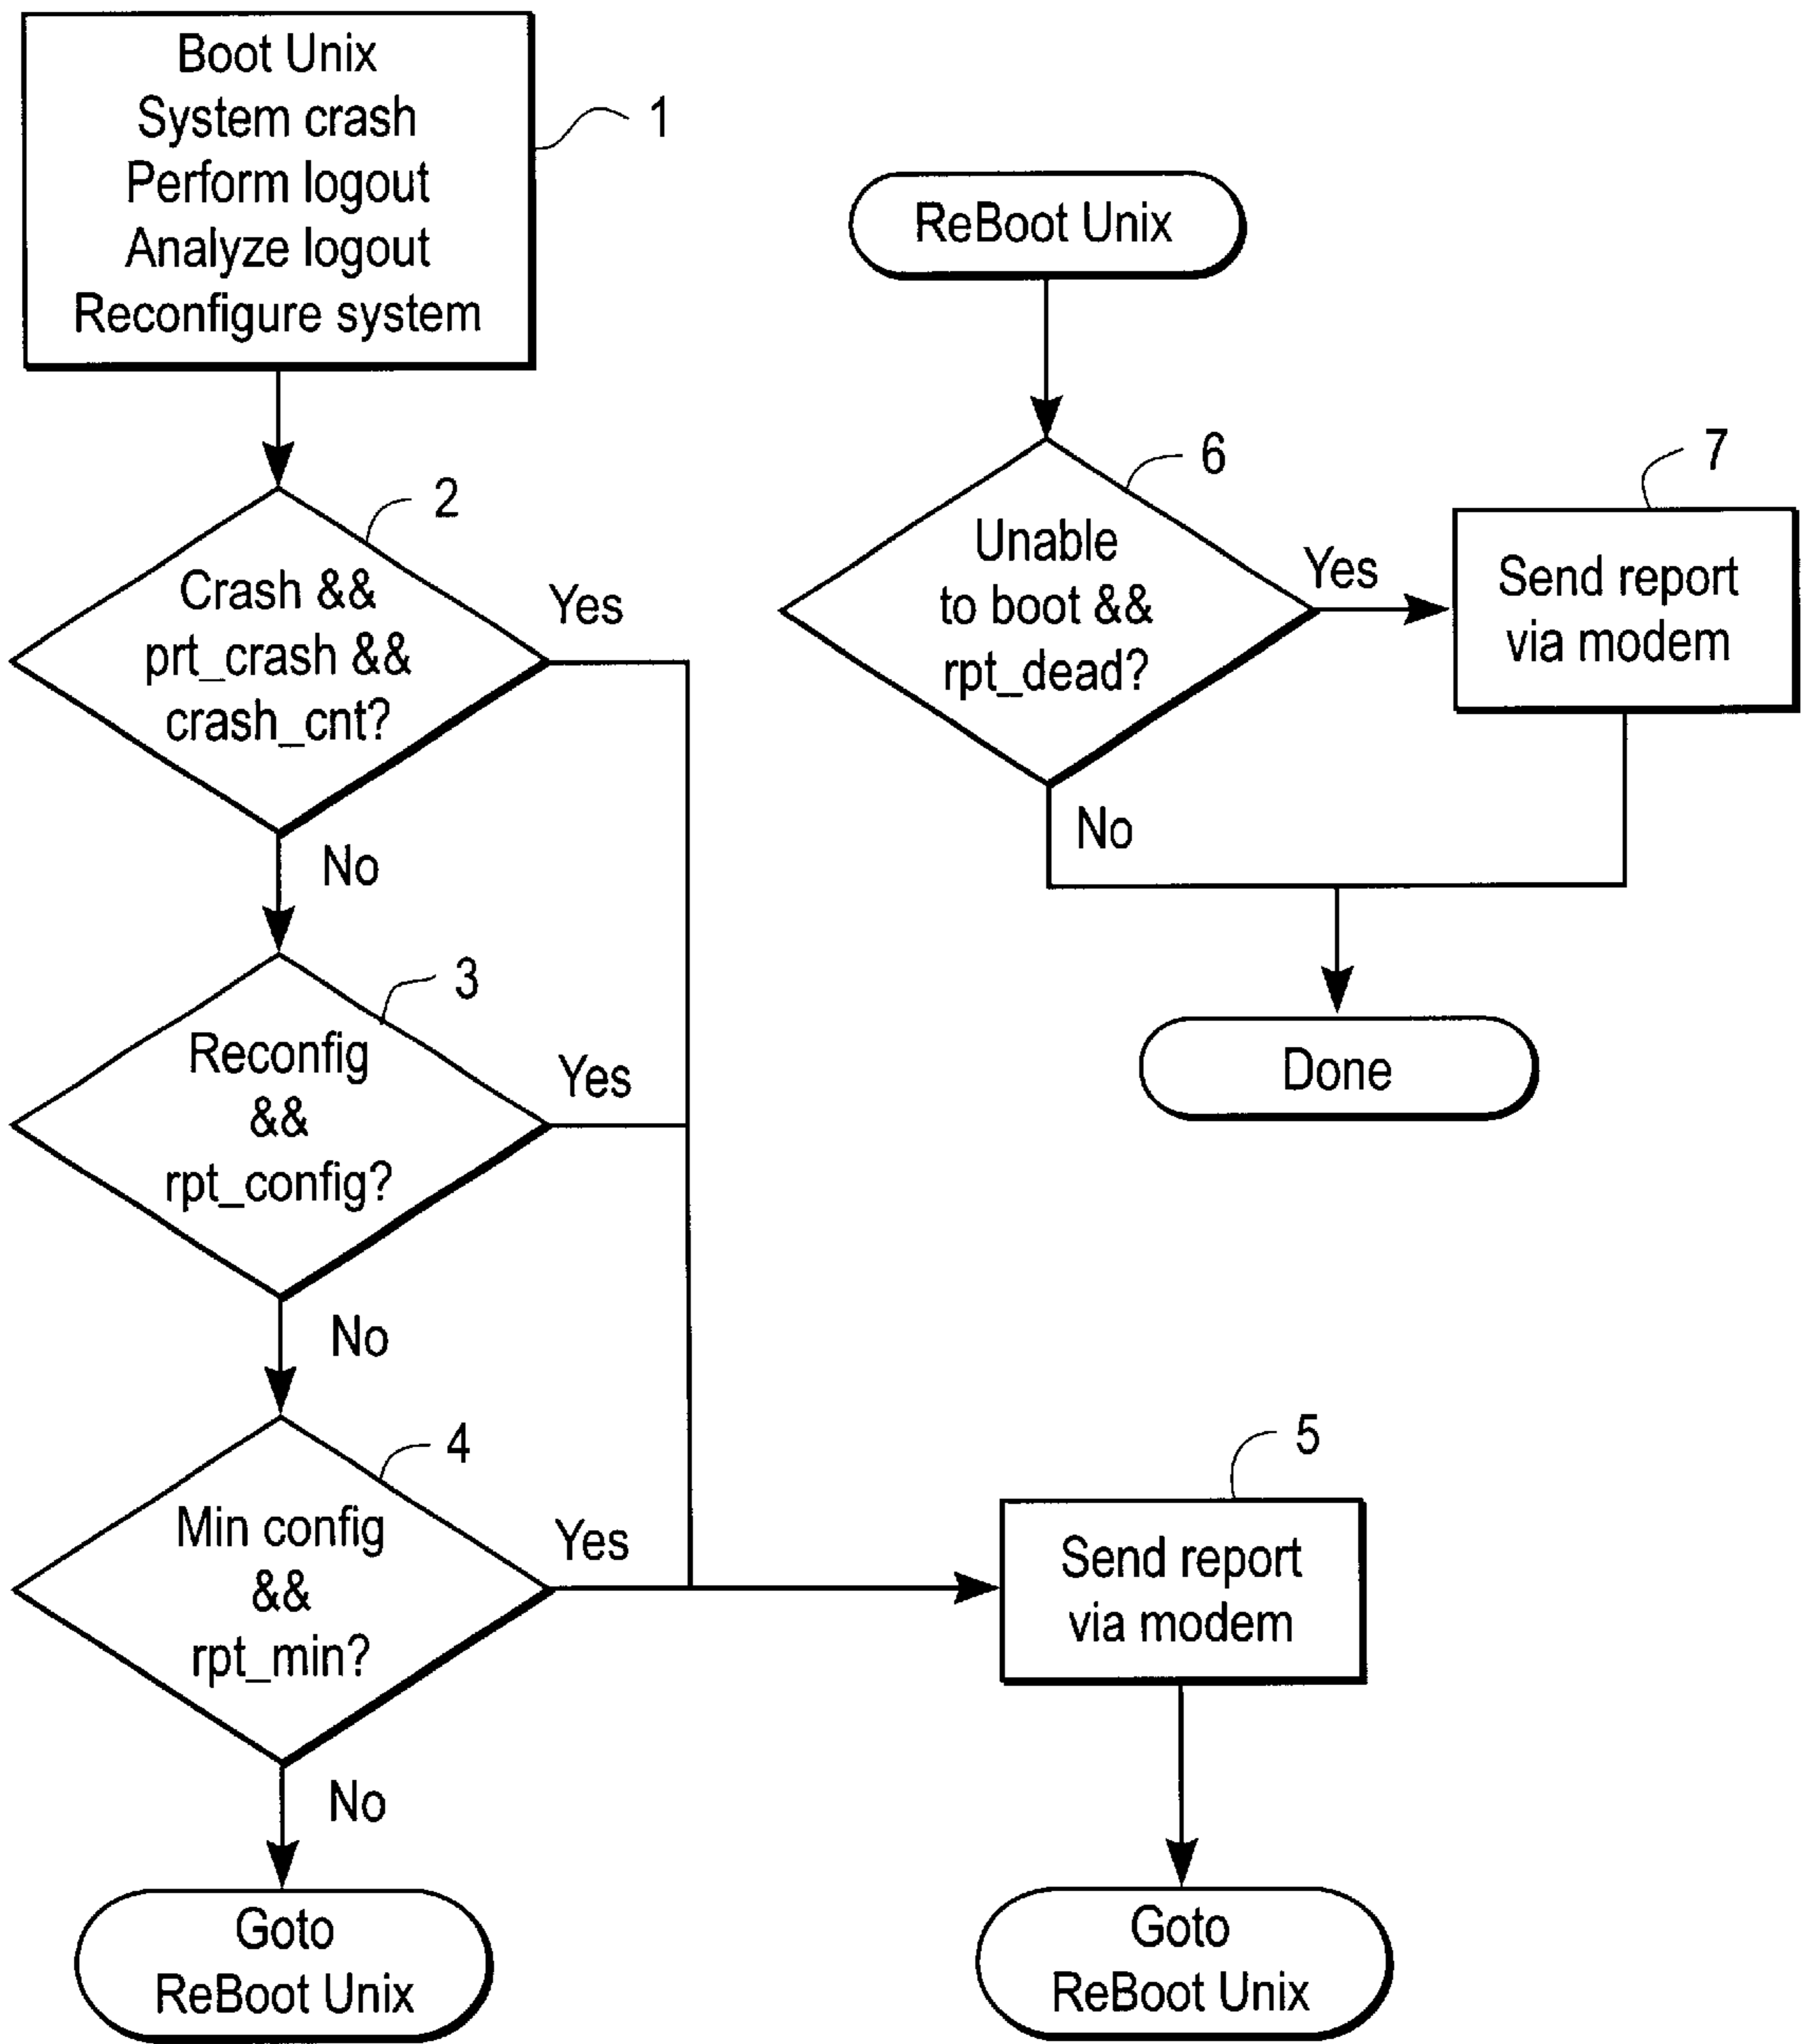 Boot Unix
System crash
Perform logout
Analyze logout
Reconfigure system
1
2
Crash &&
prt_crash &&
crash_cnt?
Yes
No
3
Reconfig
&&
rpt_config?
Yes
No
4
Min config
&&
rpt_min?
Yes
No
Goto
ReBoot Unix
5
Send report
via modem
Goto
ReBoot Unix
ReBoot Unix
6
Unable
to boot &&
rpt_dead?
Yes
No
7
Send report
via modem
Done